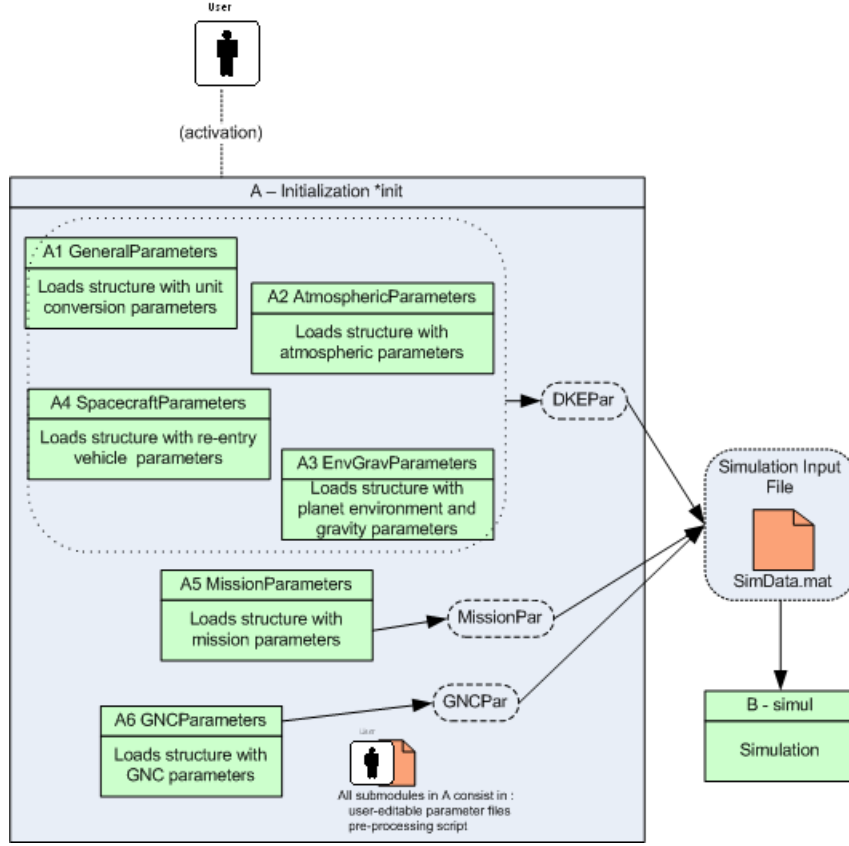 User
(activation)
A – Initialization *init
A1 GeneralParameters
Loads structure with unit
conversion parameters
A2 AtmosphericParameters
Loads structure with
atmospheric parameters
A4 SpacecraftParameters
Loads structure with re-entry
vehicle parameters
A3 EnvGravParameters
Loads structure with
planet environment and
gravity parameters
DKEPar
Simulation Input
File
SimData.mat
A5 MissionParameters
Loads structure with
mission parameters
MissionPar
GNCPar
A6 GNCParameters
Loads structure with
GNC parameters
B - simul
Simulation
User
All submodules in A consist in :
user-editable parameter files
pre-processing script